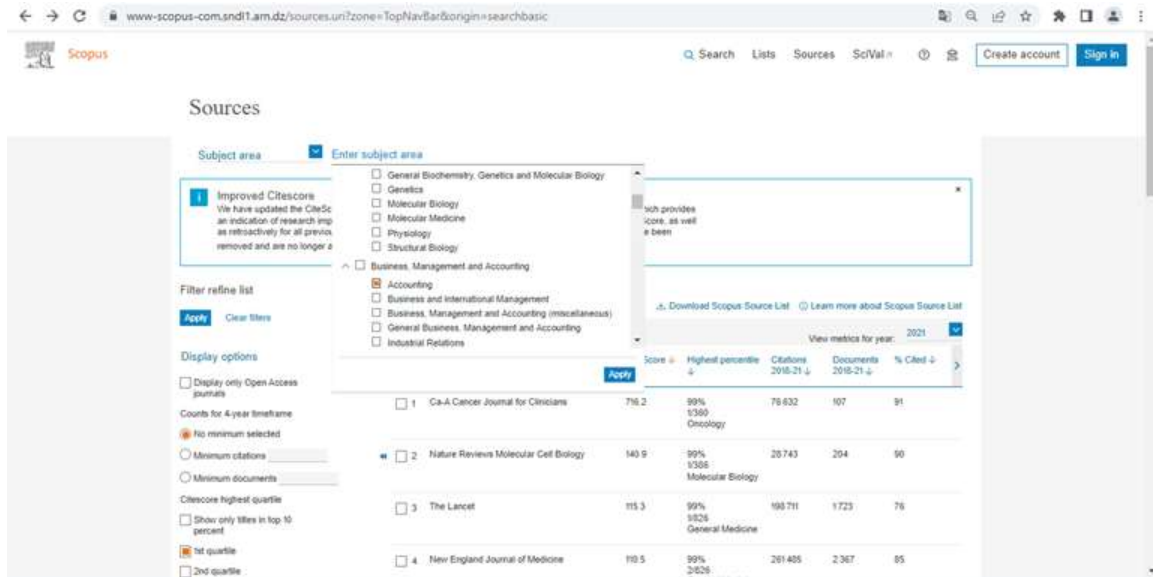 www-scopus-com.sndl1.arn.dz/sources.uri?zone=TopNavBar&origin=searchbasic
Scopus
Search Lists Sources SciVal
Create account Sign in
Sources
Subject area
Enter subject area
General Biochemistry, Genetics and Molecular Biology
Genetics
Molecular Biology
Molecular Medicine
Physiology
Structural Biology
Business, Management and Accounting
Accounting
Business and International Management
Business, Management and Accounting (miscellaneous)
General Business, Management and Accounting
Industrial Relations
Apply
Improved Citescore
We have updated the CiteSc
an indication of research imp
as retroactively for all previou
removed and are no longer a
hich provides
Score, as well
e been
Filter refine list
Apply Clear filters
Display options
Display only Open Access
journals
Counts for 4-year timeframe
No minimum selected
Minimum citations
Minimum documents
Citescore highest quartile
Show only titles in top 10
percent
1st quartile
2nd quartile
Download Scopus Source List Learn more about Scopus Source List
View metrics for year: 2021
Score Highest percentile Citations 2018-21 Documents 2018-21 % Cited
1 Ca-A Cancer Journal for Clinicians 716.2 99% 78 632 107 91
1/360
Oncology
2 Nature Reviews Molecular Cell Biology 140.9 99% 28 743 204 90
1/386
Molecular Biology
3 The Lancet 115.3 99% 198 711 1 723 76
1/826
General Medicine
4 New England Journal of Medicine 110.5 99% 261 485 2 367 85
2/826